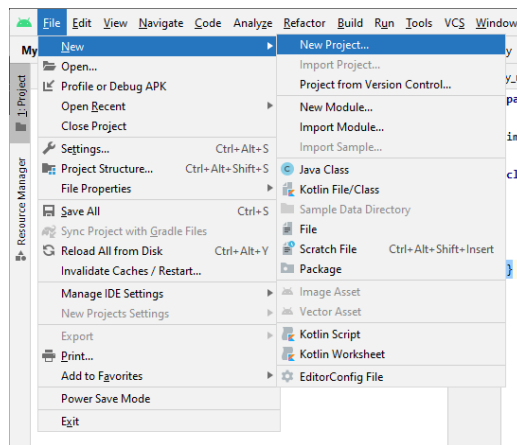 File Edit View Navigate Code Analyze Refactor Build Run Tools VCS Window
My
1: Project
Resource Manager
New
Open...
Profile or Debug APK
Open Recent
Close Project
Settings... Ctrl+Alt+S
Project Structure... Ctrl+Alt+Shift+S
File Properties
Save All Ctrl+S
Sync Project with Gradle Files
Reload All from Disk Ctrl+Alt+Y
Invalidate Caches / Restart...
Manage IDE Settings
New Projects Settings
Export
Print...
Add to Favorites
Power Save Mode
Exit
New Project...
Import Project...
Project from Version Control...
New Module...
Import Module...
Import Sample...
Java Class
Kotlin File/Class
Sample Data Directory
File
Scratch File Ctrl+Alt+Shift+Insert
Package
Image Asset
Vector Asset
Kotlin Script
Kotlin Worksheet
EditorConfig File
y
y_
pa
im
cl
}